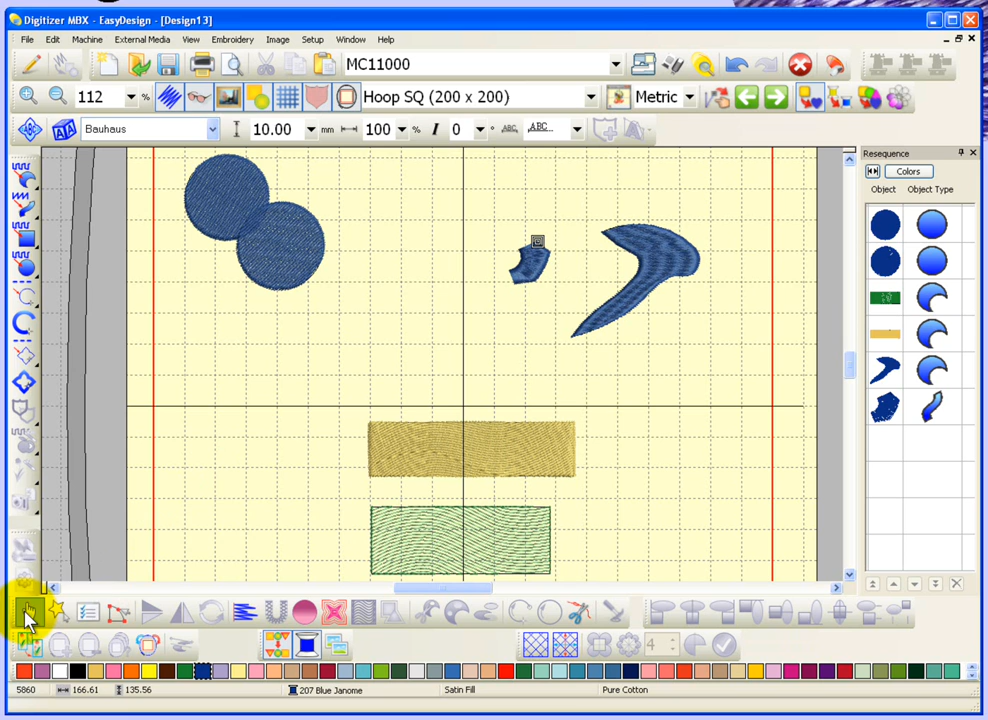 Digitizer MBX - EasyDesign - [Design13]
File Edit Machine External Media View Embroidery Image Setup Window Help
MC11000
112 % Hoop SQ (200 x 200) Metric
ABC Bauhaus 10.00 mm 100 % I 0 ° ABC ABC...
Resequence
Colors
Object Object Type
4
5860 166.61 135.56 207 Blue Janome Satin Fill Pure Cotton